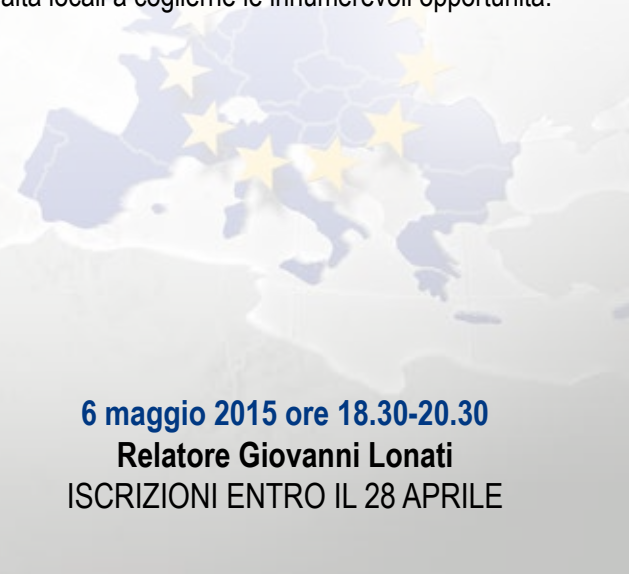 altà locali a coglierne le innumerevoli opportunità.
6 maggio 2015 ore 18.30-20.30
Relatore Giovanni Lonati
ISCRIZIONI ENTRO IL 28 APRILE